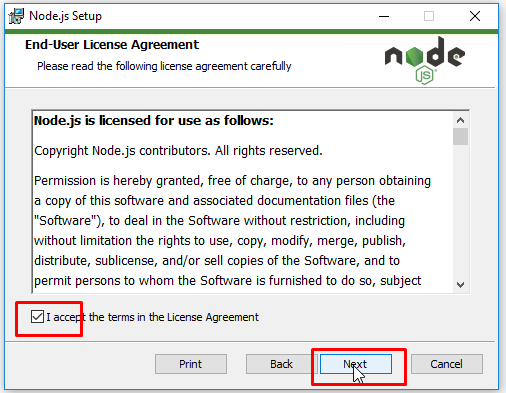 Node.js Setup
End-User License Agreement
Please read the following license agreement carefully
node
JS
Node.js is licensed for use as follows:
Copyright Node.js contributors. All rights reserved.
Permission is hereby granted, free of charge, to any person obtaining
a copy of this software and associated documentation files (the
"Software"), to deal in the Software without restriction, including
without limitation the rights to use, copy, modify, merge, publish,
distribute, sublicense, and/or sell copies of the Software, and to
permit persons to whom the Software is furnished to do so, subject
I accept the terms in the License Agreement
Print
Back
Next
Cancel